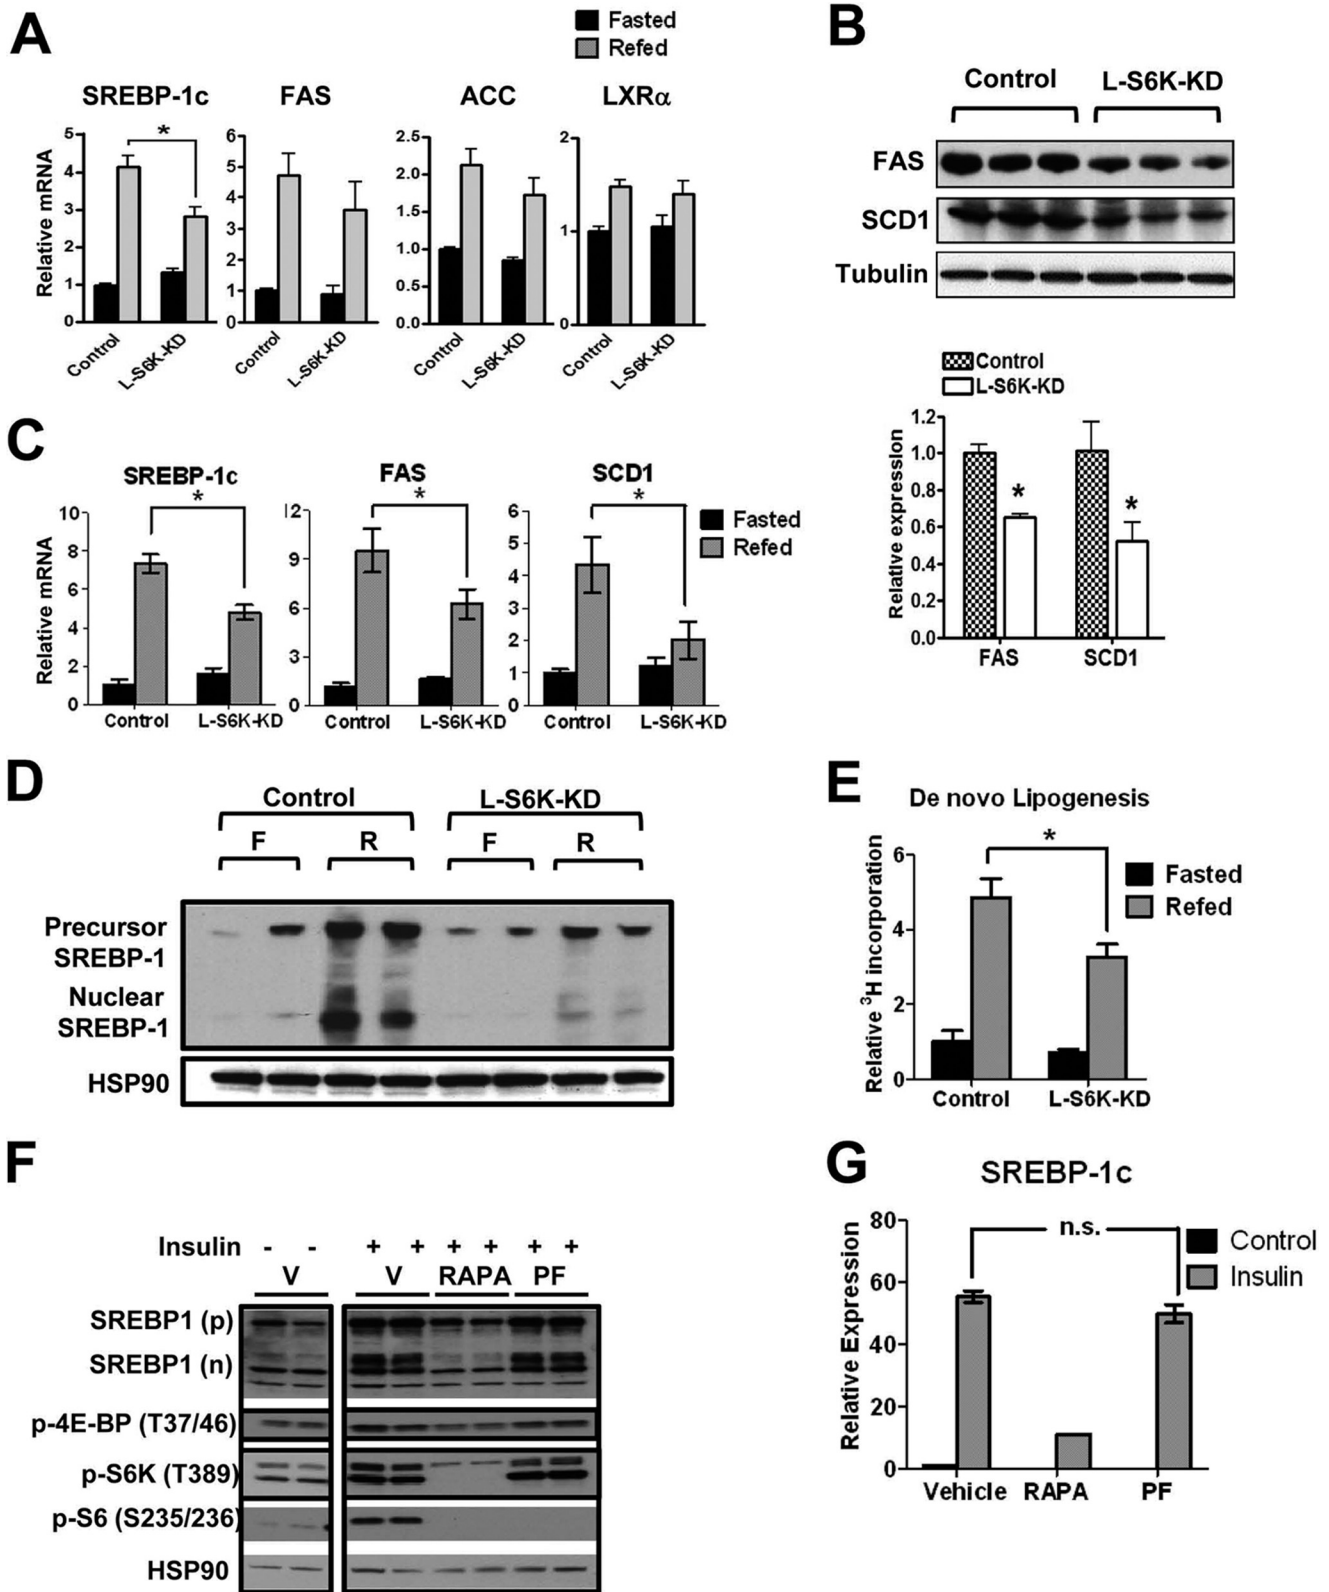 A
Fasted
Refed
SREBP-1c FAS ACC LXRα
Relative mRNA
5 4 3 2 1 0
*
6 5 4 3 2 1 0
2.5 2.0 1.5 1.0 0.5 0.0
2 1 0
Control L-S6K-KD Control L-S6K-KD Control L-S6K-KD Control L-S6K-KD
B
Control L-S6K-KD
FAS
SCD1
Tubulin
Control
L-S6K-KD
Relative expression
1.2
1.0
0.8
0.6
0.4
0.2
0.0
* *
FAS SCD1
C
SREBP-1c FAS SCD1
* * *
Fasted
Refed
Relative mRNA
10 8 6 4 2 0
12 9 6 3 0
6 5 4 3 2 1 0
Control L-S6K-KD Control L-S6K-KD Control L-S6K-KD
D
Control L-S6K-KD
F R F R
Precursor
SREBP-1
Nuclear
SREBP-1
HSP90
E
De novo Lipogenesis
*
Fasted
Refed
Relative ³H incorporation
6
4
2
0
Control L-S6K-KD
F
Insulin - - + + + + + +
V V RAPA PF
SREBP1 (p)
SREBP1 (n)
p-4E-BP (T37/46)
p-S6K (T389)
p-S6 (S235/236)
HSP90
G
SREBP-1c
n.s.
Control
Insulin
Relative Expression
80
60
40
20
0
Vehicle RAPA PF